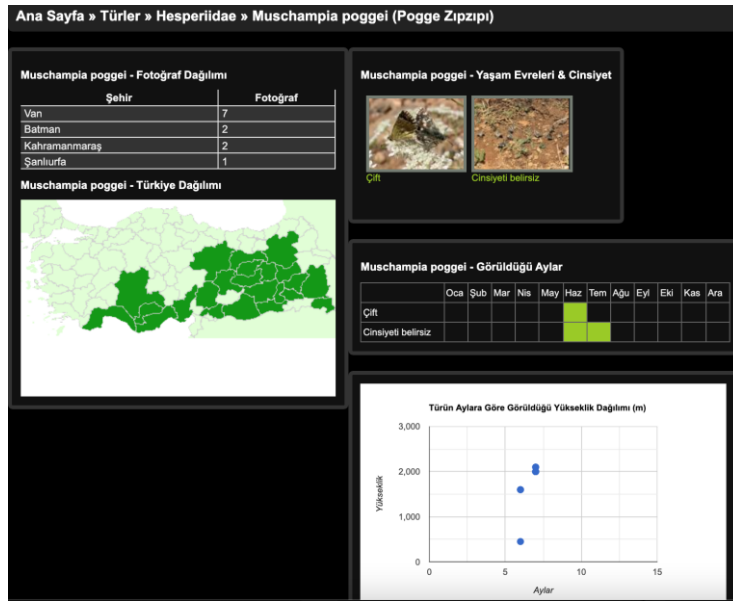 Ana Sayfa » Türler » Hesperiidae » Muschampia poggei (Pogge Zıpzıpı)
Muschampia poggei - Fotoğraf Dağılımı
Şehir Fotoğraf
Van 7
Batman 2
Kahramanmaraş 2
Şanlıurfa 1
Muschampia poggei - Türkiye Dağılımı
Muschampia poggei - Yaşam Evreleri & Cinsiyet
Çift Cinsiyeti belirsiz
Muschampia poggei - Görüldüğü Aylar
Oca Şub Mar Nis May Haz Tem Ağu Eyl Eki Kas Ara
Çift
Cinsiyeti belirsiz
Türün Aylara Göre Görüldüğü Yükseklik Dağılımı (m)
3,000
2,000
1,000
0
Yükseklik
0 5 10 15
Aylar